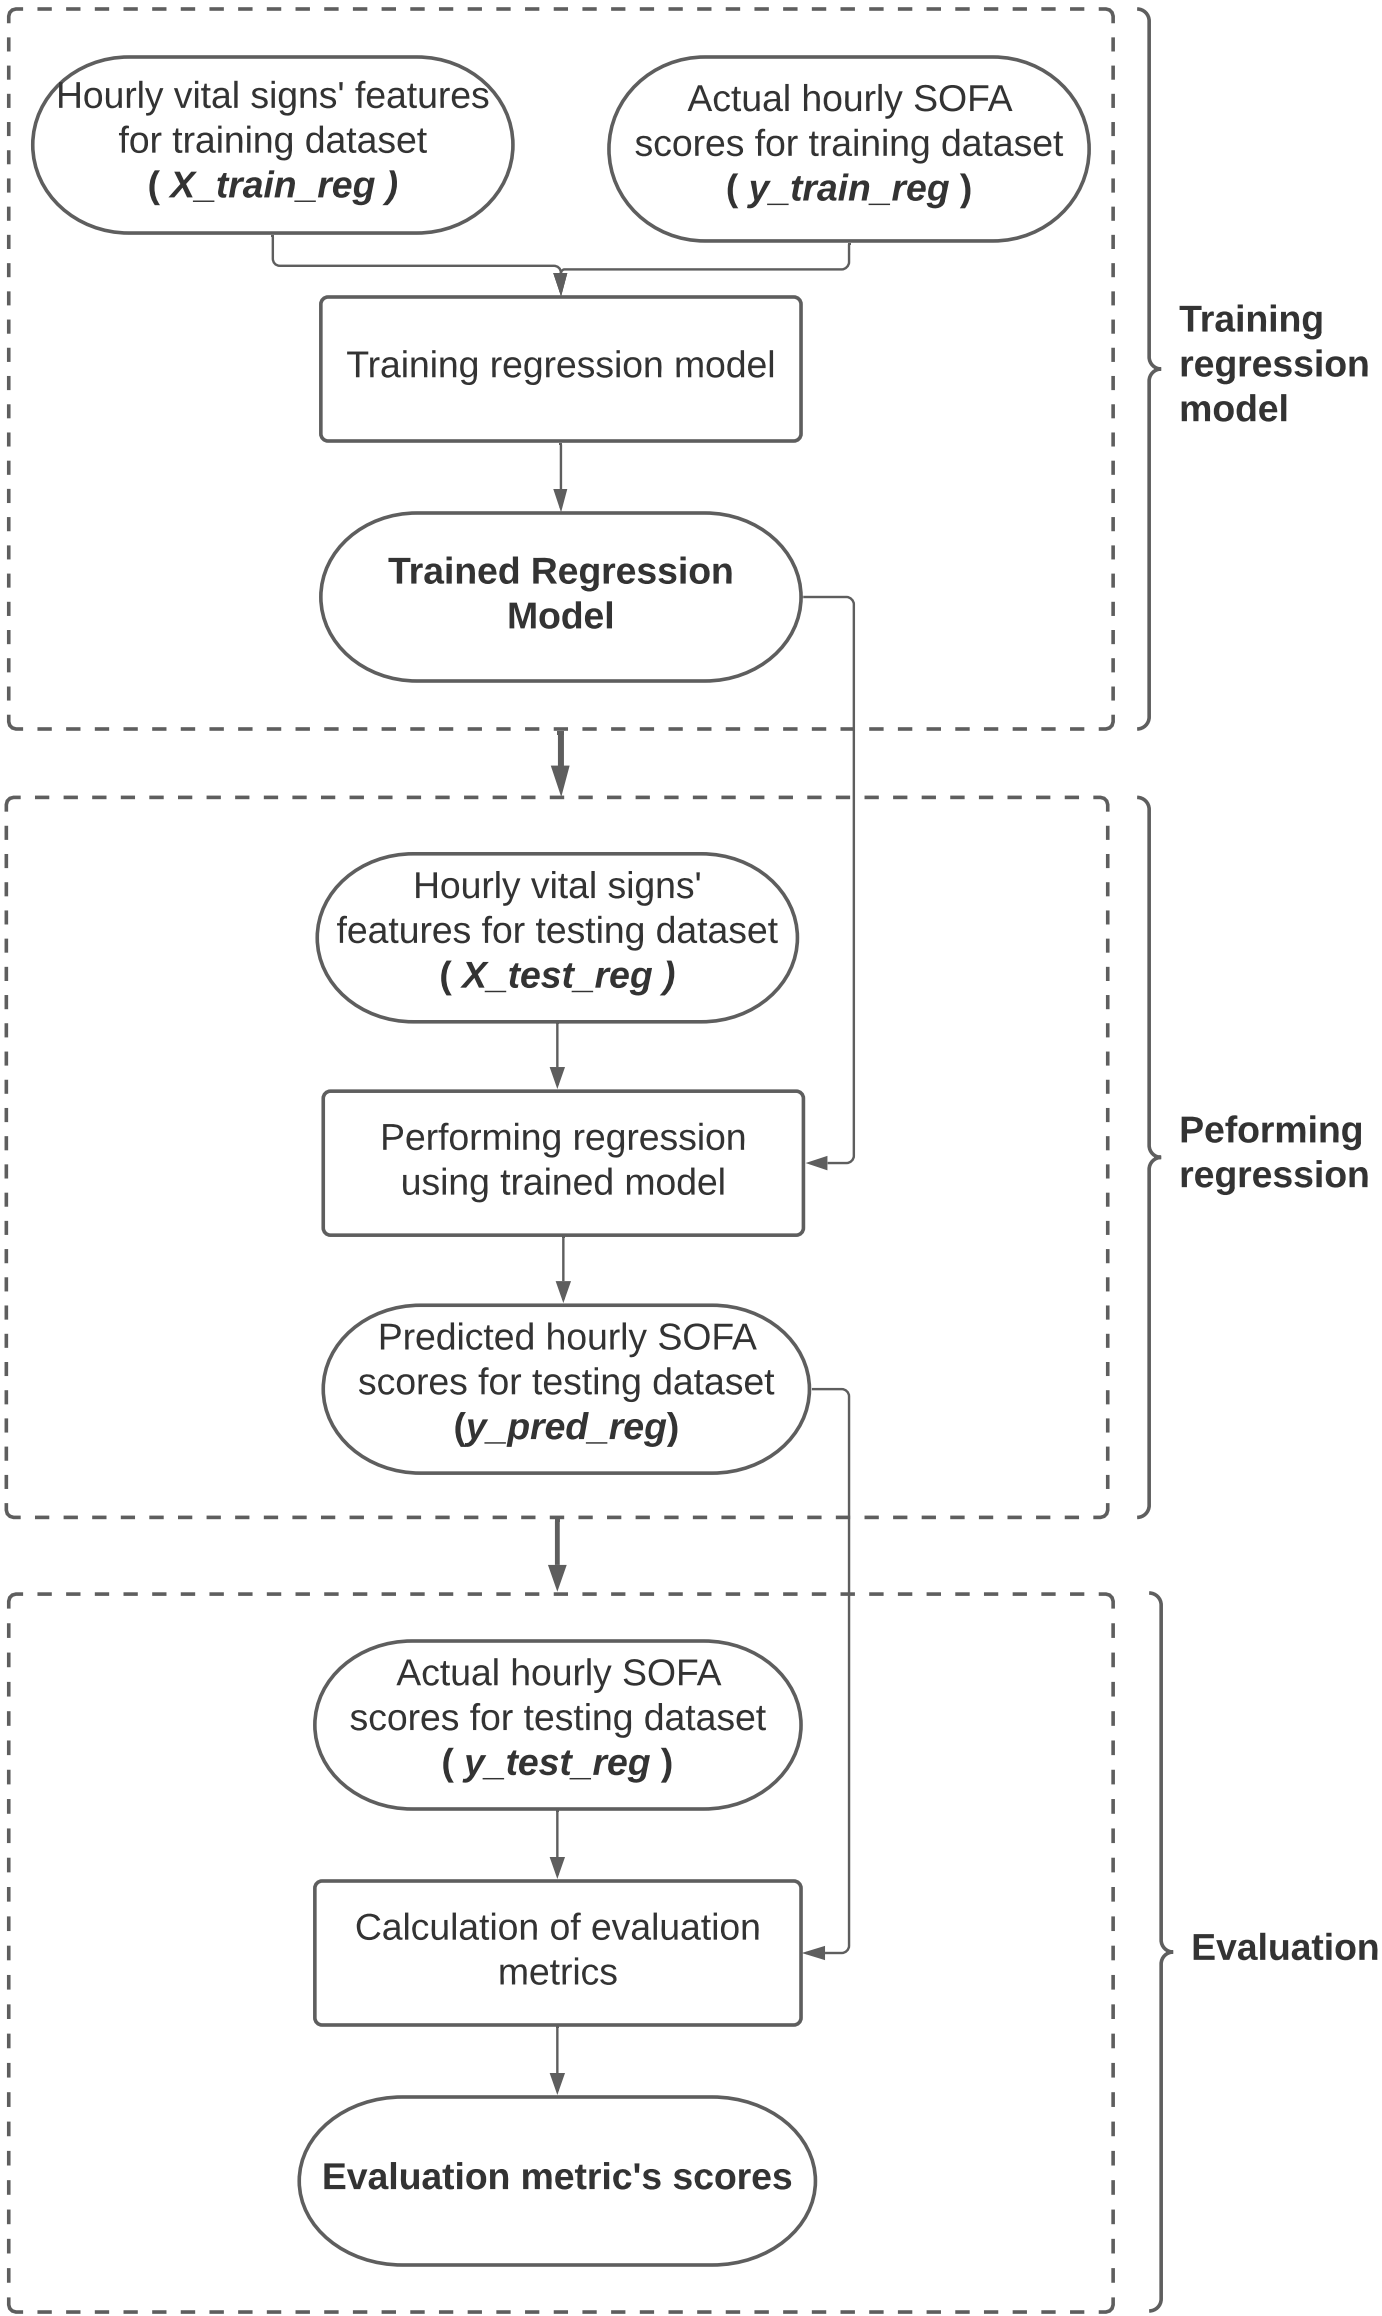 Hourly vital signs' features
for training dataset
( X_train_reg )
Actual hourly SOFA
scores for training dataset
( y_train_reg )
Training regression model
Trained Regression
Model
Training
regression
model
Hourly vital signs'
features for testing dataset
( X_test_reg )
Performing regression
using trained model
Predicted hourly SOFA
scores for testing dataset
(y_pred_reg)
Peforming
regression
Actual hourly SOFA
scores for testing dataset
( y_test_reg )
Calculation of evaluation
metrics
Evaluation metric's scores
Evaluation